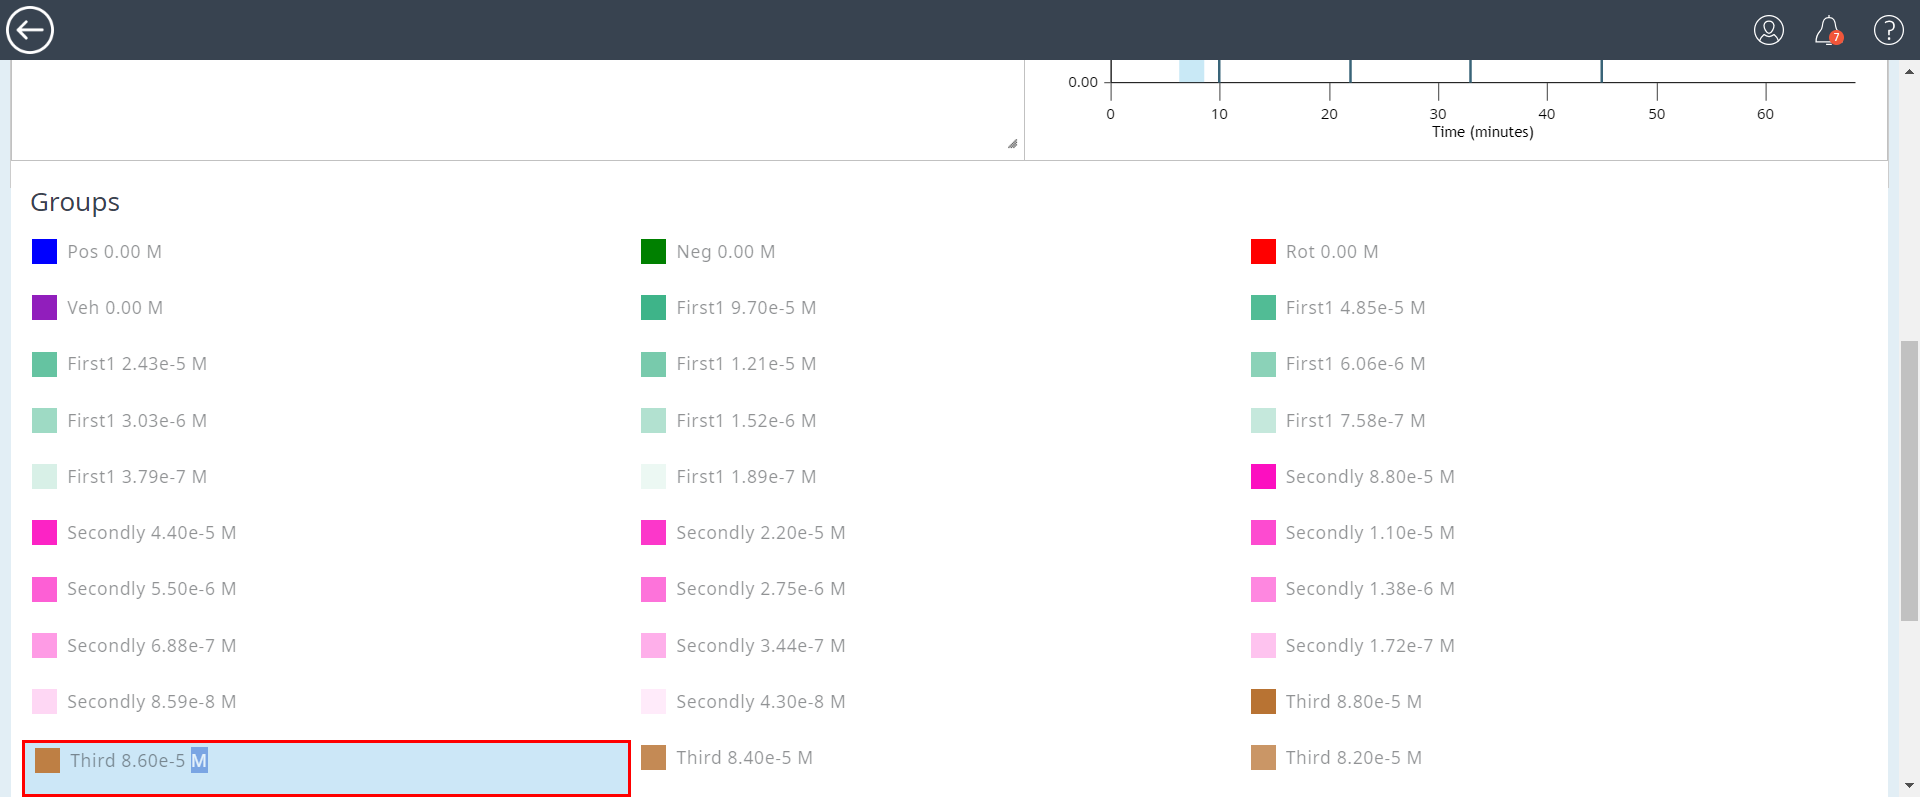 7
0.00
0 10 20 30 40 50 60
Time (minutes)
Groups
Pos 0.00 M
Neg 0.00 M
Rot 0.00 M
Veh 0.00 M
First1 9.70e-5 M
First1 4.85e-5 M
First1 2.43e-5 M
First1 1.21e-5 M
First1 6.06e-6 M
First1 3.03e-6 M
First1 1.52e-6 M
First1 7.58e-7 M
First1 3.79e-7 M
First1 1.89e-7 M
Secondly 8.80e-5 M
Secondly 4.40e-5 M
Secondly 2.20e-5 M
Secondly 1.10e-5 M
Secondly 5.50e-6 M
Secondly 2.75e-6 M
Secondly 1.38e-6 M
Secondly 6.88e-7 M
Secondly 3.44e-7 M
Secondly 1.72e-7 M
Secondly 8.59e-8 M
Secondly 4.30e-8 M
Third 8.80e-5 M
Third 8.60e-5 M
Third 8.40e-5 M
Third 8.20e-5 M